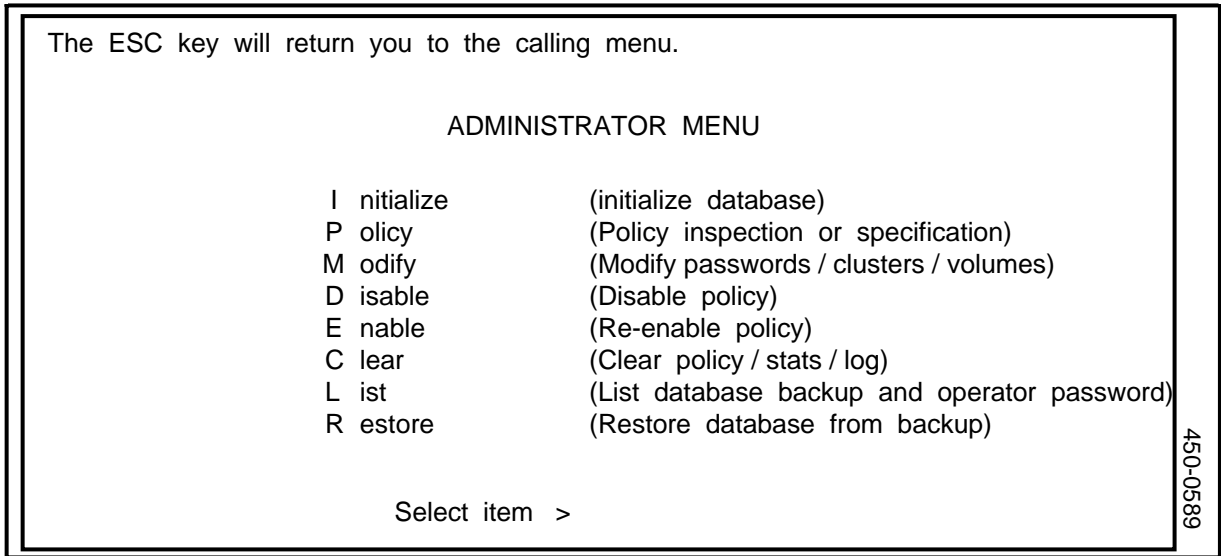 The ESC key will return you to the calling menu.
ADMINISTRATOR MENU
I nitialize (initialize database)
P olicy (Policy inspection or specification)
M odify (Modify passwords / clusters / volumes)
D isable (Disable policy)
E nable (Re-enable policy)
C lear (Clear policy / stats / log)
L ist (List database backup and operator password)
R estore (Restore database from backup)
Select item >
450-0589